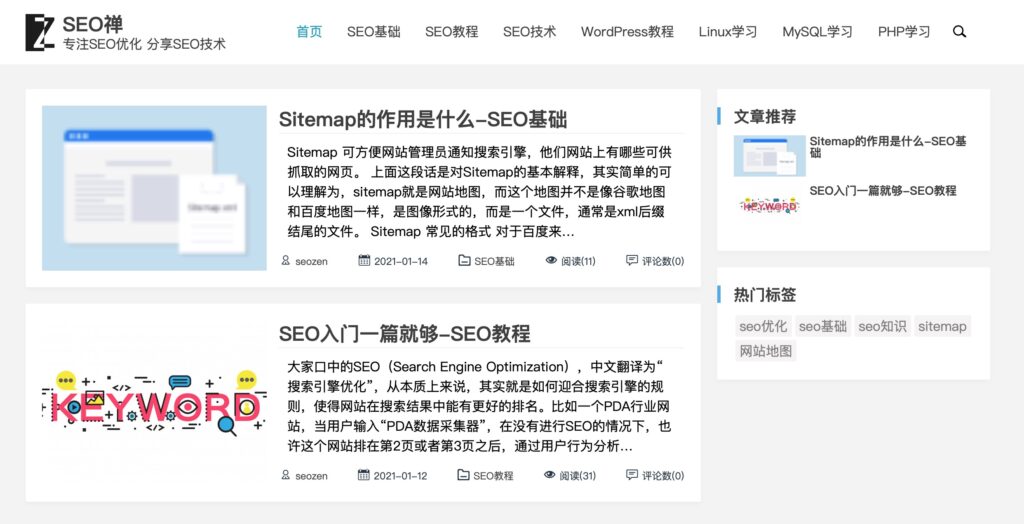 SEO禅
专注SEO优化 分享SEO技术
首页 SEO基础 SEO教程 SEO技术 WordPress教程 Linux学习 MySQL学习 PHP学习
Sitemap的作用是什么–SEO基础
Sitemap 可方便网站管理员通知搜索引擎，他们网站上有哪些可供
抓取的网页。 上面这段话是对Sitemap的基本解释，其实简单的可
以理解为，sitemap就是网站地图，而这个地图并不是像谷歌地图
和百度地图一样，是图像形式的，而是一个文件，通常是xml后缀
结尾的文件。 Sitemap 常见的格式 对于百度来…
Sitemap xml
seozen 2021-01-14 SEO基础 阅读(11) 评论数(0)
SEO入门一篇就够–SEO教程
大家口中的SEO（Search Engine Optimization），中文翻译为“
搜索引擎优化”，从本质上来说，其实就是如何迎合搜索引擎的规
则，使得网站在搜索结果中能有更好的排名。比如一个PDA行业网
站，当用户输入“PDA数据采集器”，在没有进行SEO的情况下，也
许这个网站排在第2页或者第3页之后，通过用户行为分析…
KEYWORD
seozen 2021-01-12 SEO教程 阅读(31) 评论数(0)
文章推荐
Sitemap的作用是什么–SEO基
础
SEO入门一篇就够–SEO教程
KEYWORD
热门标签
seo优化 seo基础 seo知识 sitemap
网站地图